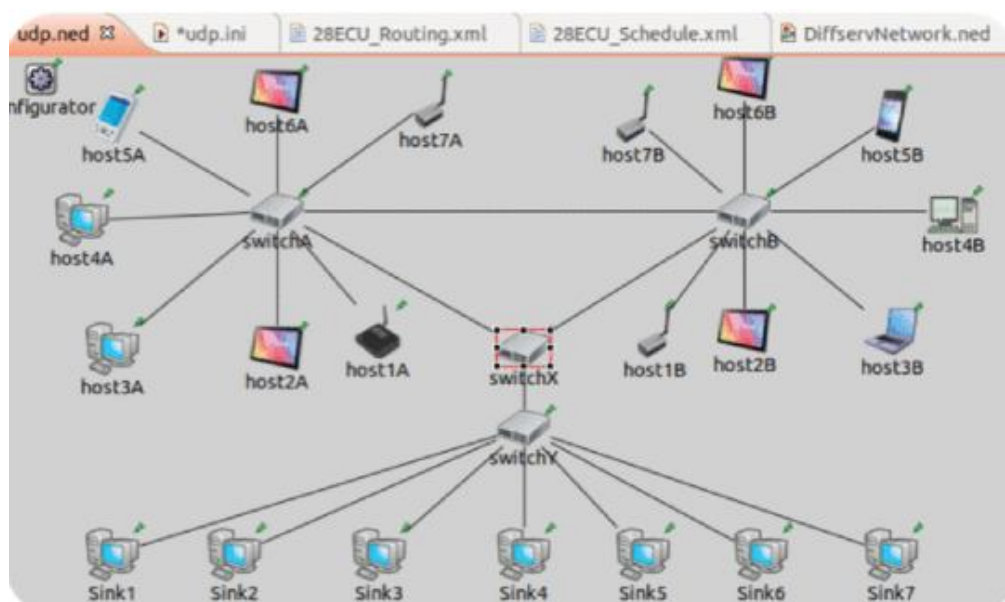 udp.ned
*udp.ini
28ECU_Routing.xml
28ECU_Schedule.xml
DiffservNetwork.ned
nfigurator
host5A
host6A
host7A
host7B
host6B
host5B
host4A
switchA
switchB
host4B
host3A
host2A
host1A
switchX
host1B
host2B
host3B
switchY
Sink1
Sink2
Sink3
Sink4
Sink5
Sink6
Sink7